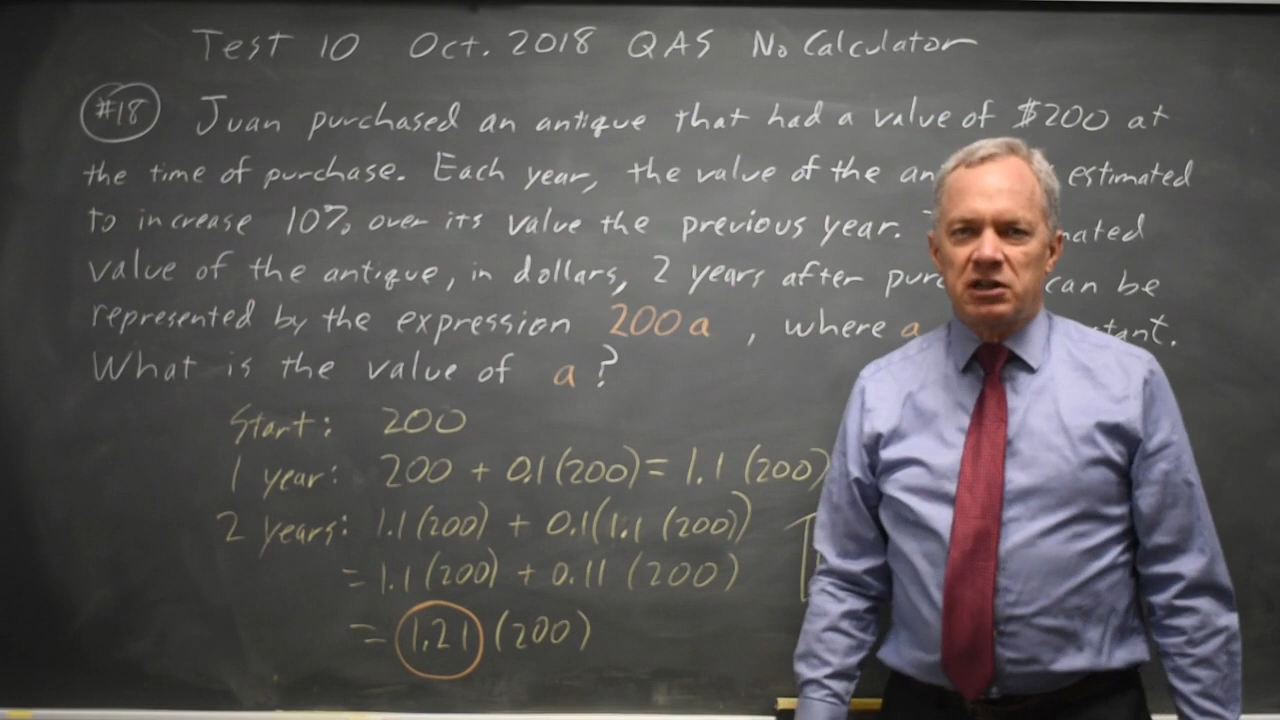 Test 10 Oct. 2018 QAS No Calculator
#18 Juan purchased an antique that had a value of $200 at
the time of purchase. Each year, the value of the an estimated
to increase 10% over its value the previous year.
value of the antique, in dollars, 2 years after can be
represented by the expression 200a, where a
What is the value of a?
Start: 200
1 year: 200 + 0.1(200) = 1.1 (200)
2 years: 1.1(200) + 0.1(1.1 (200))
= 1.1(200) + 0.11 (200)
= 1.21 (200)